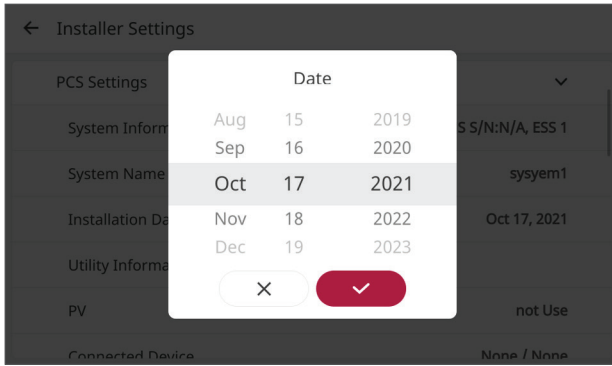 Installer Settings
PCS Settings
Date
Aug 15 2019
System Inform S S/N:N/A, ESS 1
Sep 16 2020
System Name sysyem1
Oct 17 2021
Installation Da Oct 17, 2021
Nov 18 2022
Dec 19 2023
Utility Informa
PV not Use
Connected Device None / None